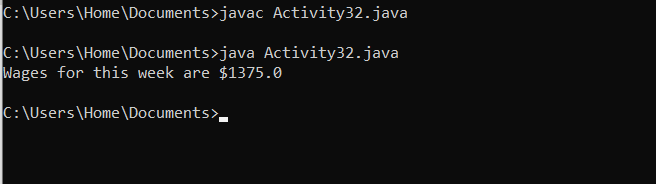 C:\Users\Home\Documents>javac Activity32.java
C:\Users\Home\Documents>java Activity32.java
Wages for this week are $1375.0
C:\Users\Home\Documents>